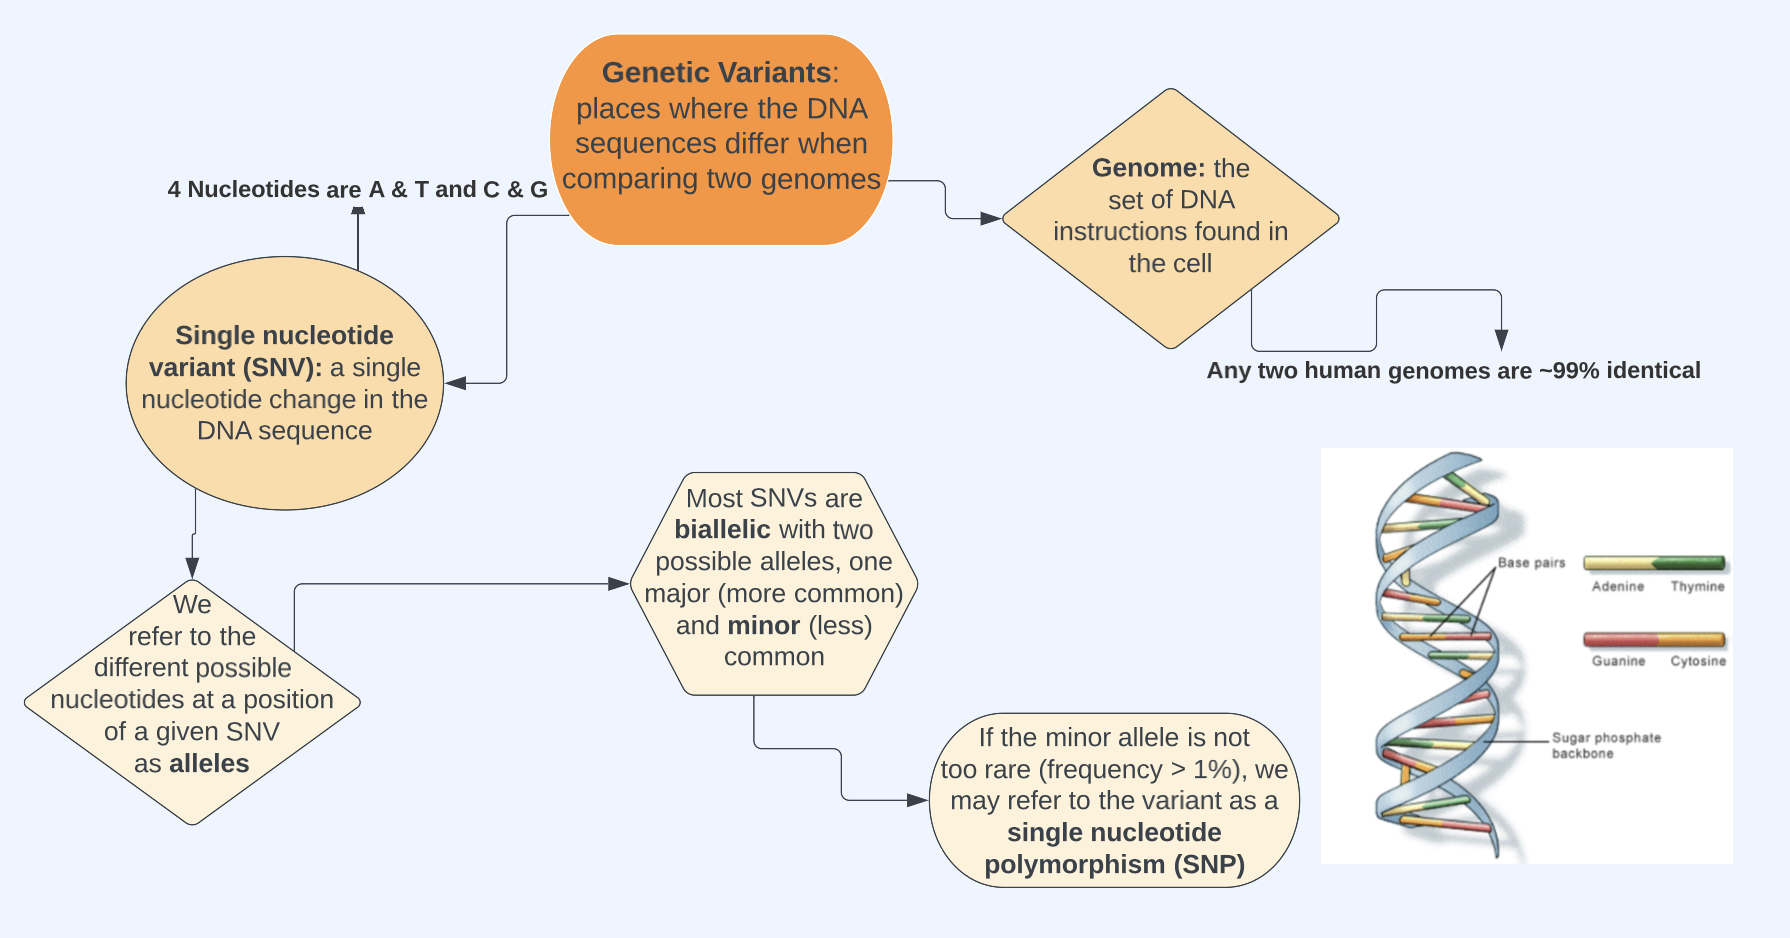 Genetic Variants:
places where the DNA
sequences differ when
comparing two genomes
4 Nucleotides are A & T and C & G
Genome: the
set of DNA
instructions found in
the cell
Any two human genomes are ~99% identical
Single nucleotide
variant (SNV): a single
nucleotide change in the
DNA sequence
We
refer to the
different possible
nucleotides at a position
of a given SNV
as alleles
Most SNVs are
biallelic with two
possible alleles, one
major (more common)
and minor (less)
common
If the minor allele is not
too rare (frequency > 1%), we
may refer to the variant as a
single nucleotide
polymorphism (SNP)
Base pairs
Adenine Thymine
Guanine Cytosine
Sugar phosphate
backbone